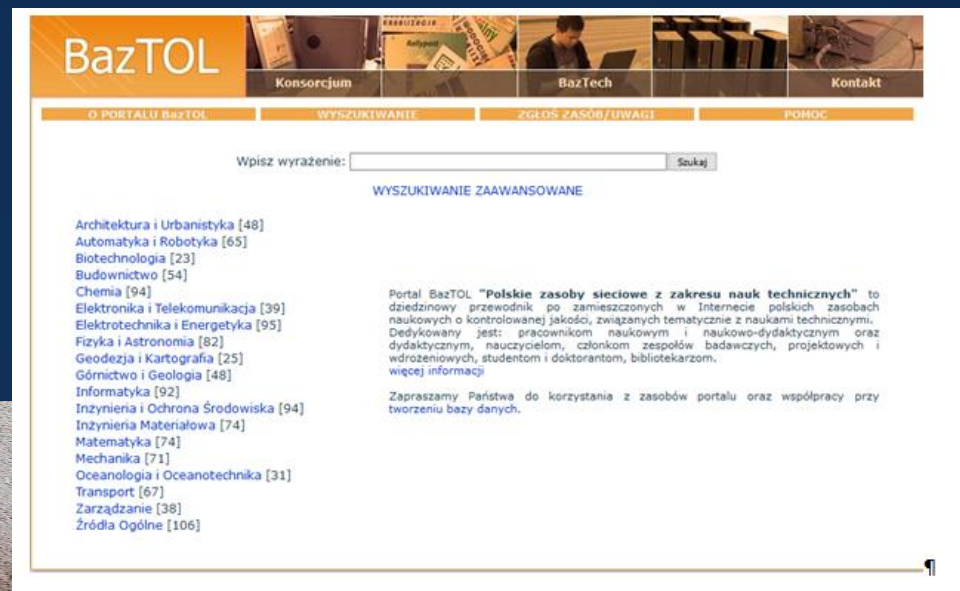 BazTOL
Konsorcjum
BazTech
Kontakt
O PORTALU BazTOL
WYSZUKIWANIE
ZGŁOŚ ZASÓB/UWAGI
POMOC
Wpisz wyrażenie:
Szukaj
WYSZUKIWANIE ZAAWANSOWANE
Architektura i Urbanistyka [48]
Automatyka i Robotyka [65]
Biotechnologia [23]
Budownictwo [54]
Chemia [94]
Elektronika i Telekomunikacja [39]
Elektrotechnika i Energetyka [95]
Fizyka i Astronomia [82]
Geodezja i Kartografia [25]
Górnictwo i Geologia [48]
Informatyka [92]
Inżynieria i Ochrona Środowiska [94]
Inżynieria Materiałowa [74]
Matematyka [74]
Mechanika [71]
Oceanologia i Oceanotechnika [31]
Transport [67]
Zarządzanie [38]
Źródła Ogólne [106]
Portal BazTOL "Polskie zasoby sieciowe z zakresu nauk technicznych" to
dziedzinowy przewodnik po zamieszczonych w Internecie polskich zasobach
naukowych o kontrolowanej jakości, związanych tematycznie z naukami technicznymi.
Dedykowany jest: pracownikom naukowym i naukowo-dydaktycznym oraz
dydaktycznym, nauczycielom, członkom zespołów badawczych, projektowych i
wdrożeniowych, studentom i doktorantom, bibliotekarzom.
więcej informacji
Zapraszamy Państwa do korzystania z zasobów portalu oraz współpracy przy
tworzeniu bazy danych.
¶